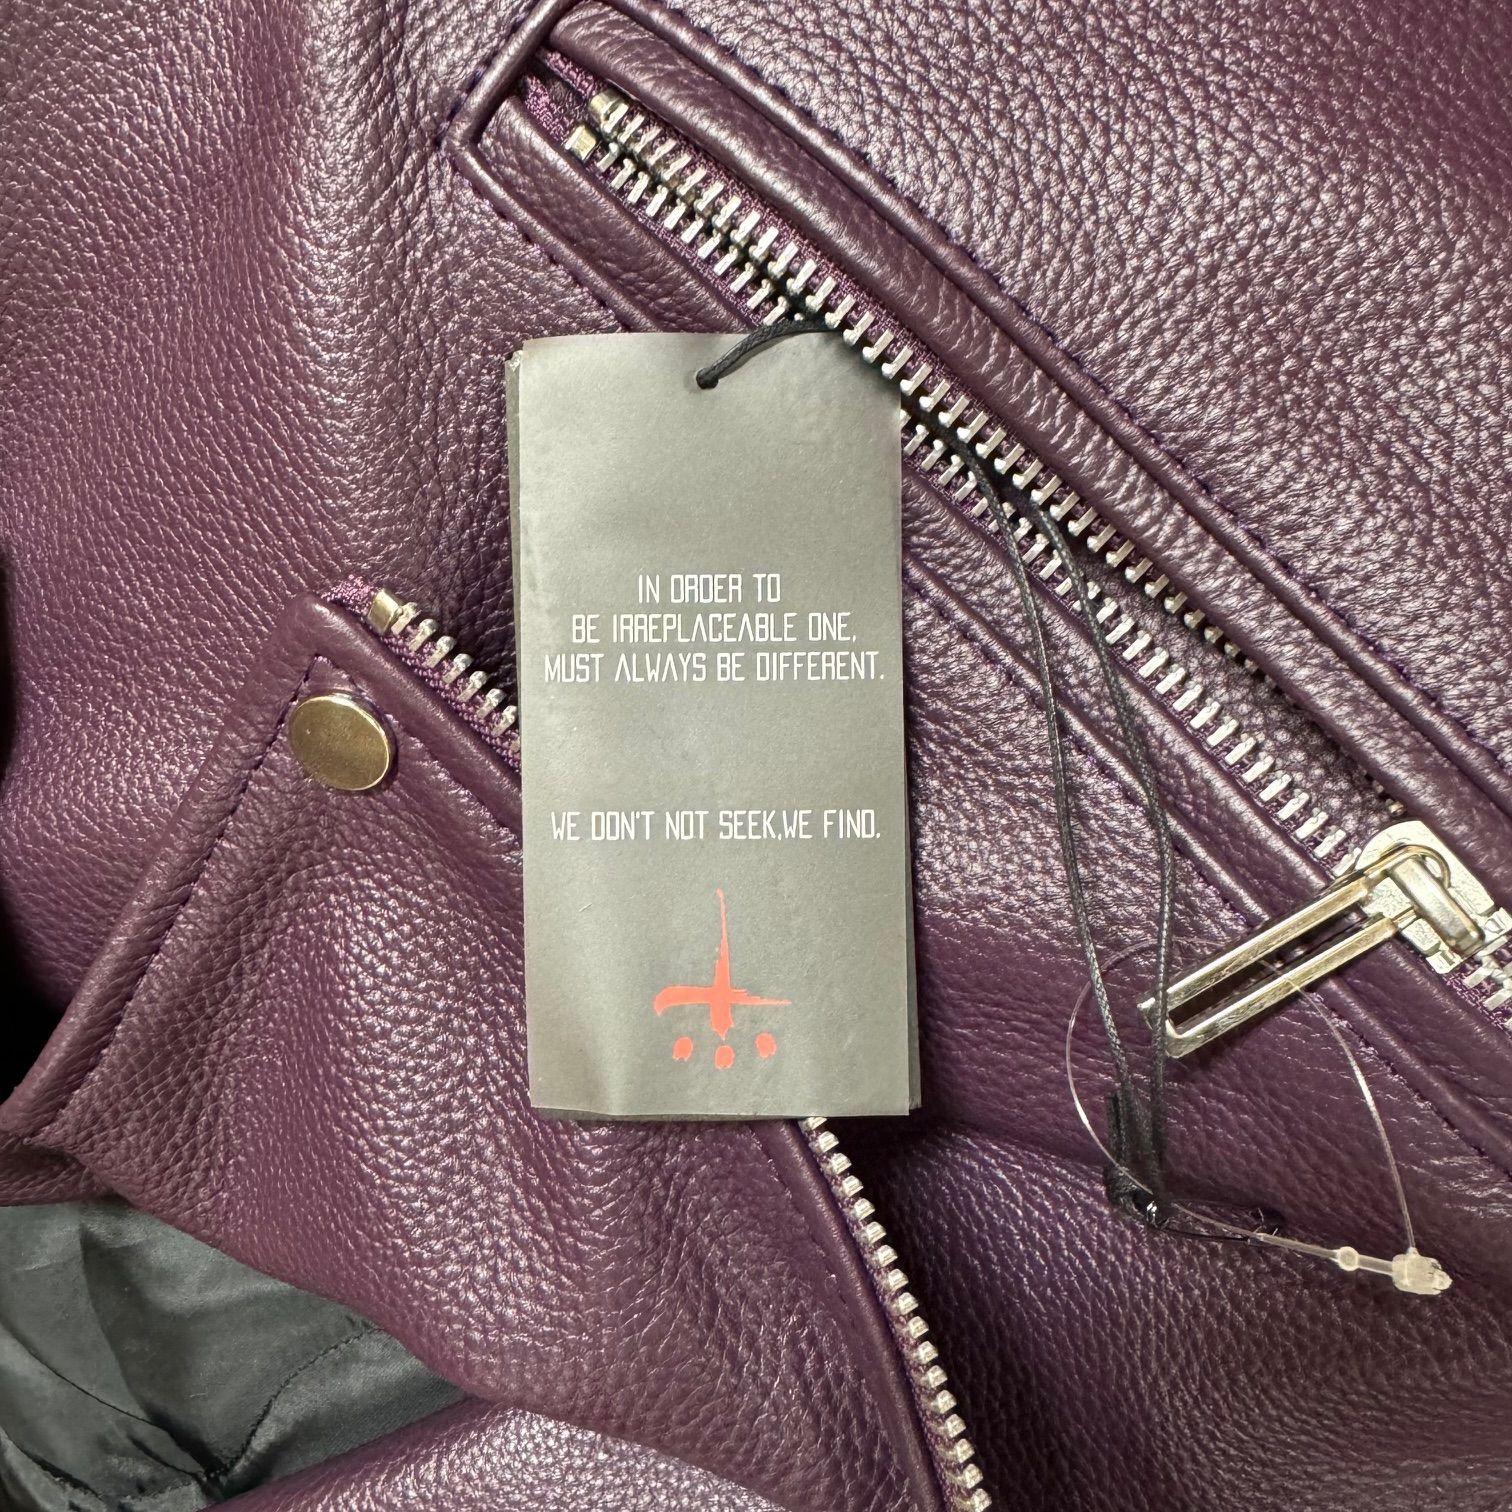 IN ORDER TO
BE IRREPLACEABLE ONE,
MUST ALWAYS BE DIFFERENT.
WE DON'T NOT SEEK,WE FIND.